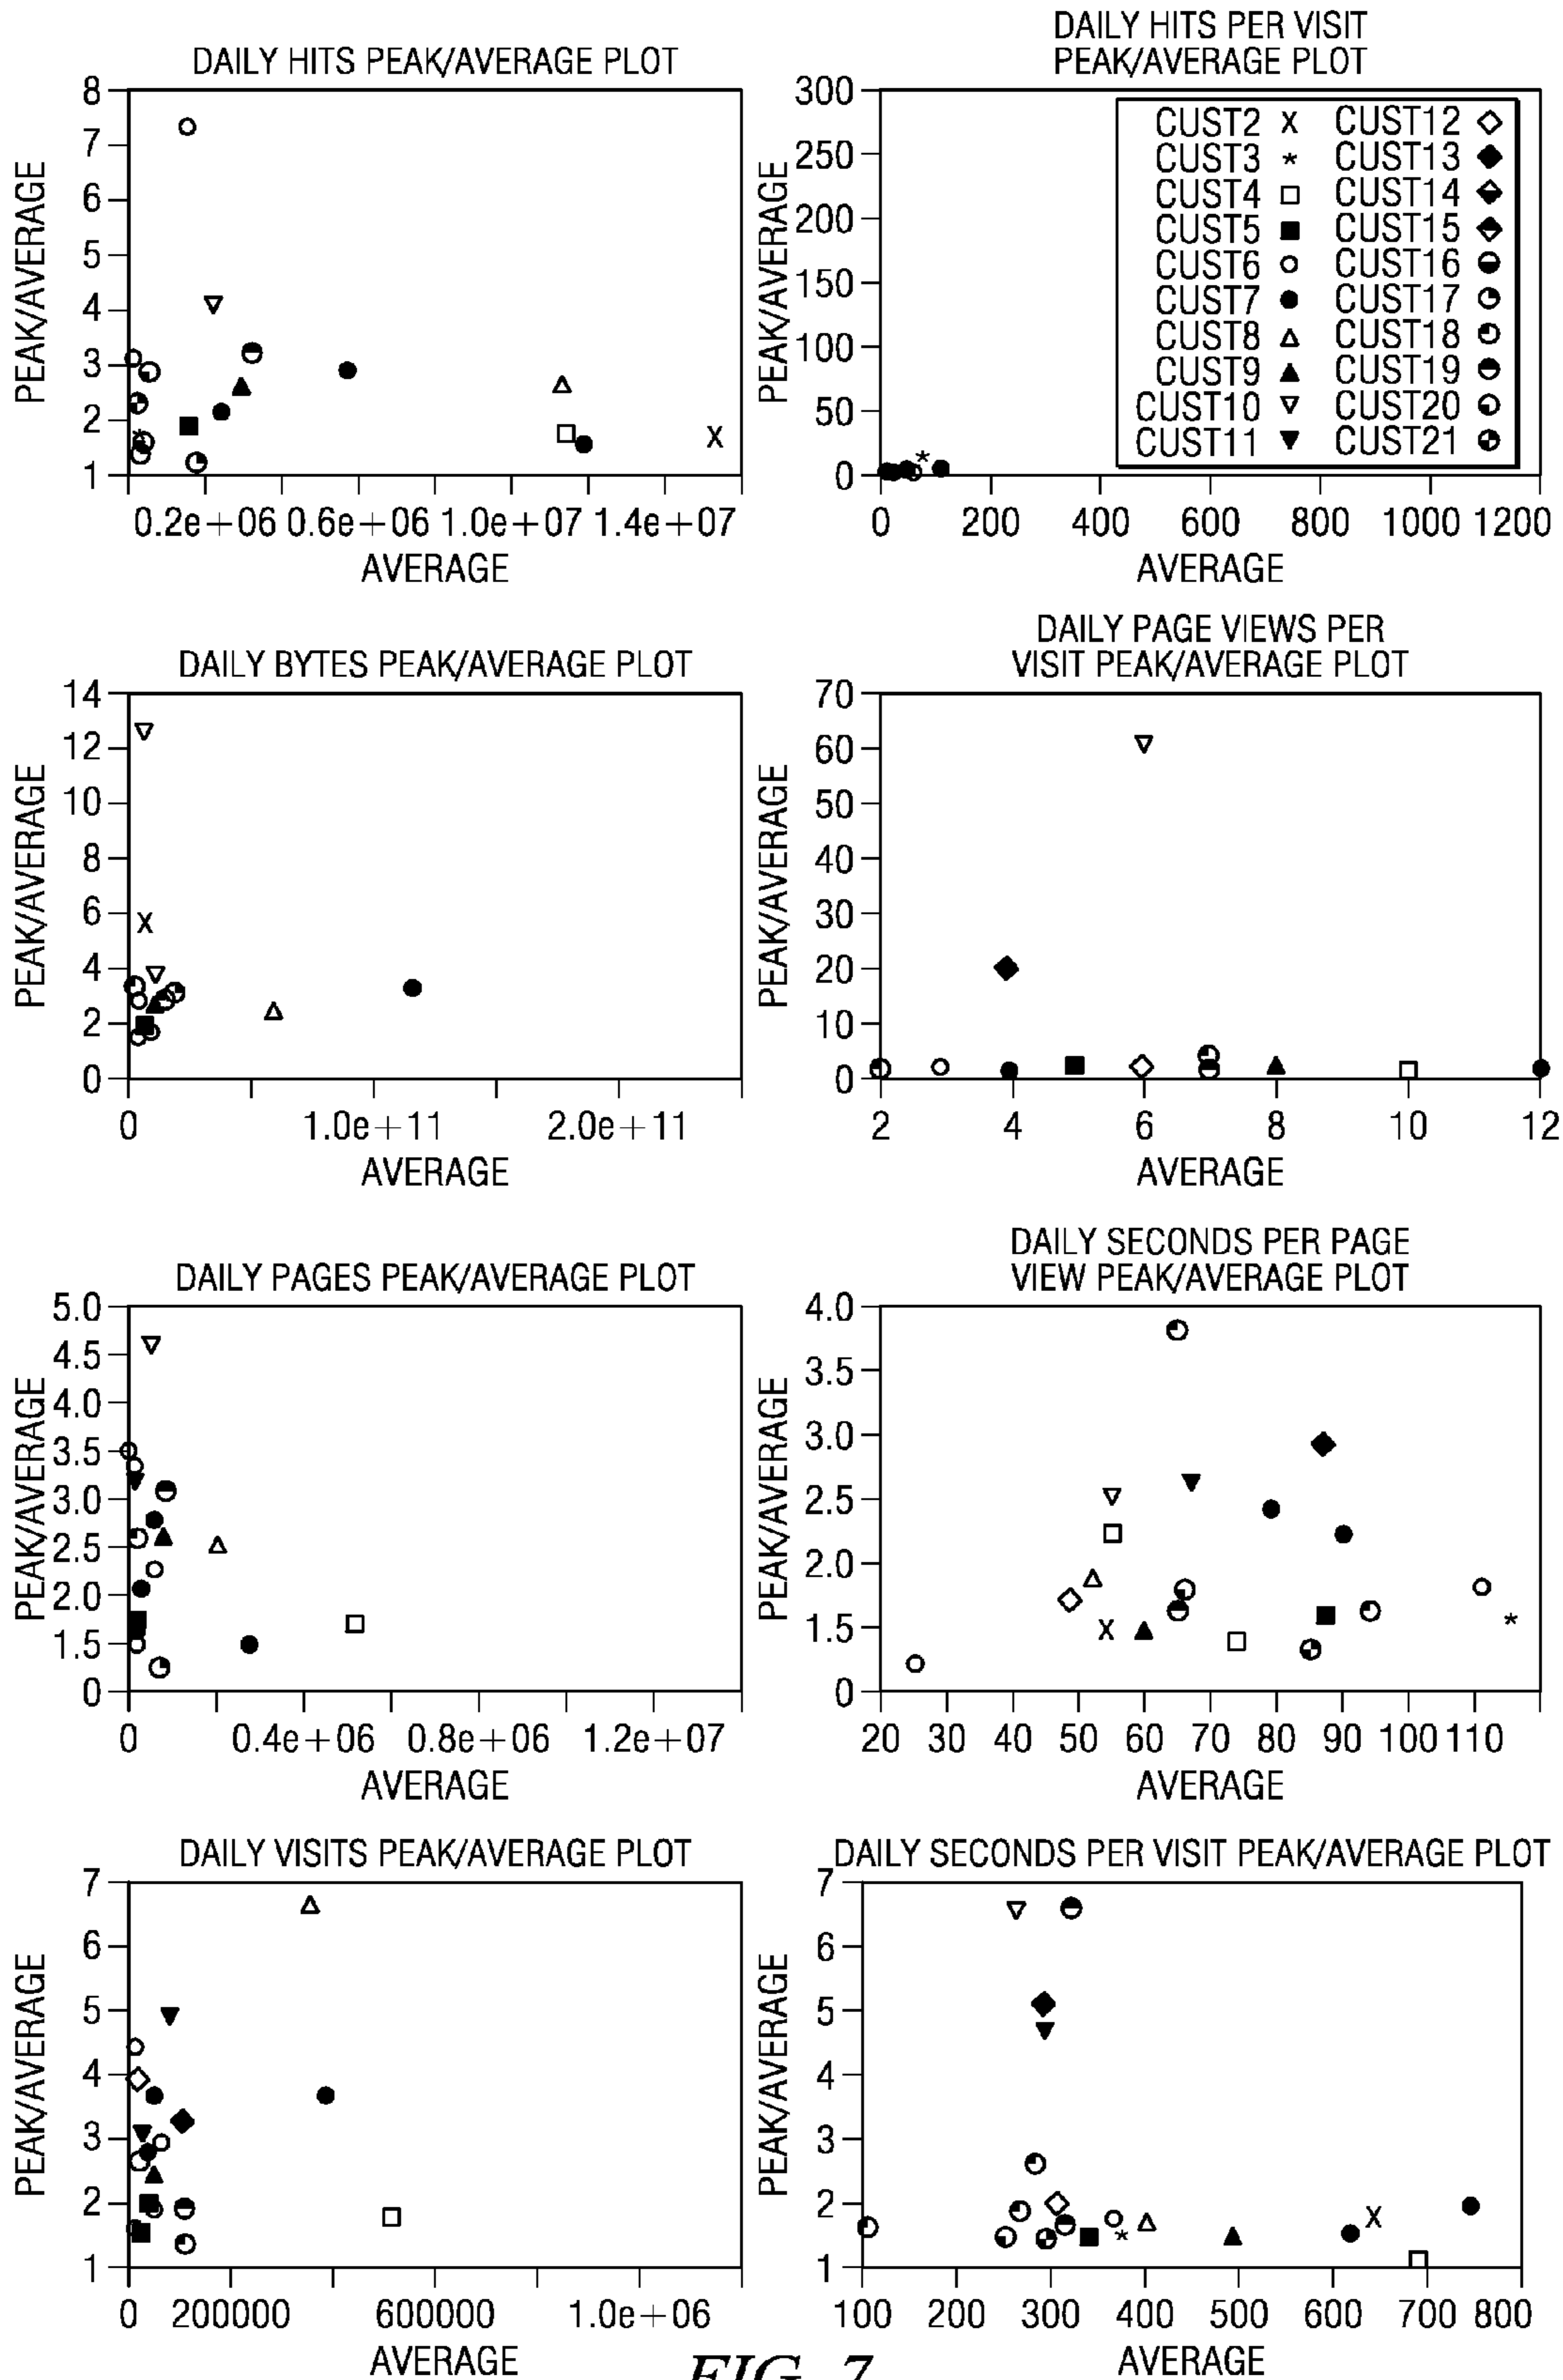 DAILY HITS PEAK/AVERAGE PLOT
PEAK/AVERAGE
8
7
6
5
4
3
2
1
0.2e+06 0.6e+06 1.0e+07 1.4e+07
AVERAGE
DAILY HITS PER VISIT
PEAK/AVERAGE PLOT
PEAK/AVERAGE
300
250
200
150
100
50
0
CUST2 CUST12
CUST3 CUST13
CUST4 CUST14
CUST5 CUST15
CUST6 CUST16
CUST7 CUST17
CUST8 CUST18
CUST9 CUST19
CUST10 CUST20
CUST11 CUST21
0 200 400 600 800 1000 1200
AVERAGE
DAILY BYTES PEAK/AVERAGE PLOT
PEAK/AVERAGE
14
12
10
8
6
4
2
0
0 1.0e+11 2.0e+11
AVERAGE
DAILY PAGE VIEWS PER
VISIT PEAK/AVERAGE PLOT
PEAK/AVERAGE
70
60
50
40
30
20
10
0
2 4 6 8 10 12
AVERAGE
DAILY PAGES PEAK/AVERAGE PLOT
PEAK/AVERAGE
5.0
4.5
4.0
3.5
3.0
2.5
2.0
1.5
0
0 0.4e+06 0.8e+06 1.2e+07
AVERAGE
DAILY SECONDS PER PAGE
VIEW PEAK/AVERAGE PLOT
PEAK/AVERAGE
4.0
3.5
3.0
2.5
2.0
1.5
0
20 30 40 50 60 70 80 90 100 110
AVERAGE
DAILY VISITS PEAK/AVERAGE PLOT
PEAK/AVERAGE
7
6
5
4
3
2
1
0 200000 600000 1.0e+06
AVERAGE
DAILY SECONDS PER VISIT PEAK/AVERAGE PLOT
PEAK/AVERAGE
7
6
5
4
3
2
1
100 200 300 400 500 600 700 800
AVERAGE
FIG. 7